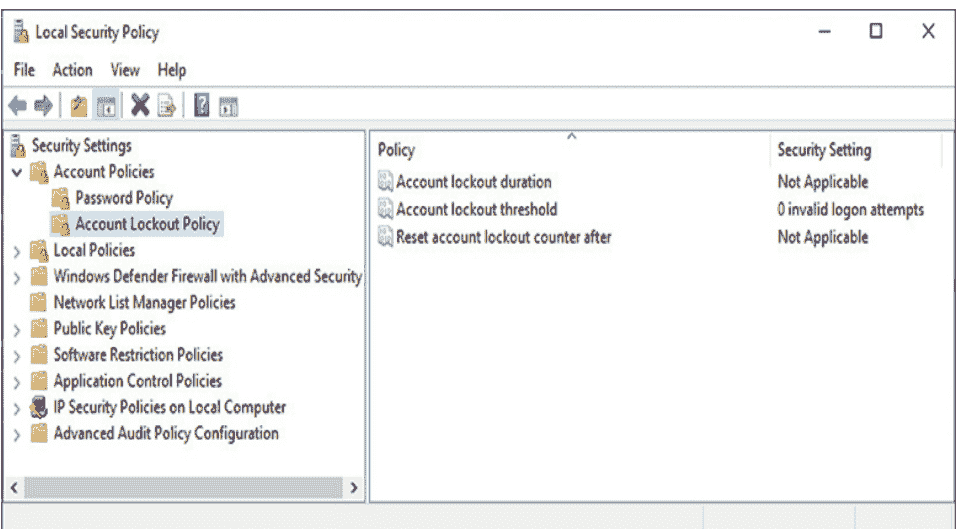 Local Security Policy
File Action View Help
Security Settings
Account Policies
Password Policy
Account Lockout Policy
Local Policies
Windows Defender Firewall with Advanced Security
Network List Manager Policies
Public Key Policies
Software Restriction Policies
Application Control Policies
IP Security Policies on Local Computer
Advanced Audit Policy Configuration
Policy Security Setting
Account lockout duration Not Applicable
Account lockout threshold 0 invalid logon attempts
Reset account lockout counter after Not Applicable